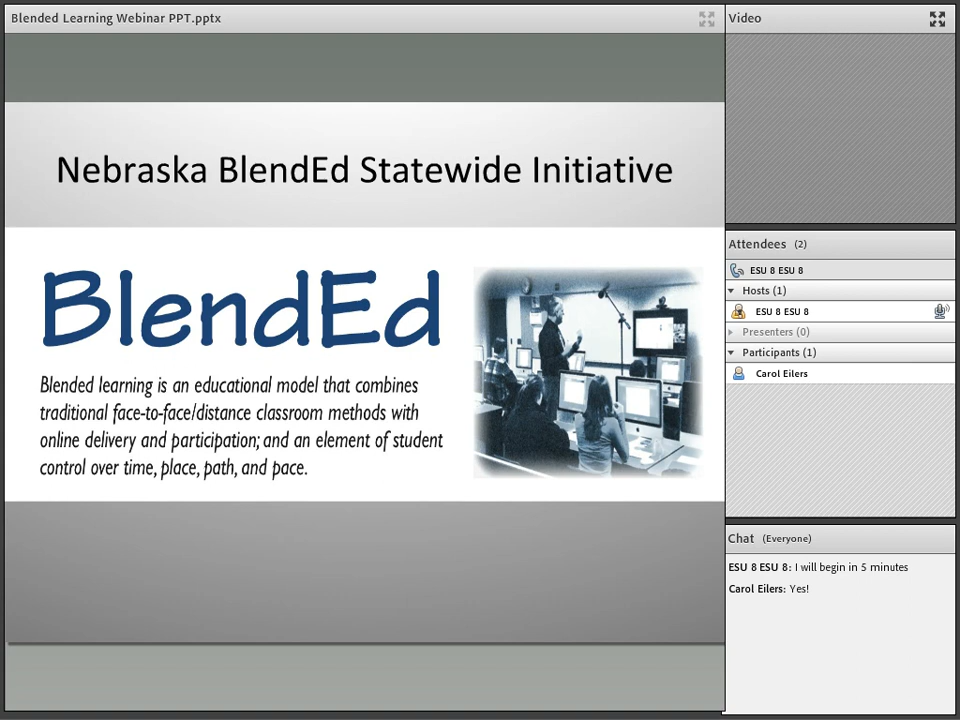 Blended Learning Webinar PPT.pptx
Nebraska BlendEd Statewide Initiative
BlendEd
Blended learning is an educational model that combines
traditional face-to-face/distance classroom methods with
online delivery and participation; and an element of student
control over time, place, path, and pace.
Video
Attendees (2)
ESU 8 ESU 8
Hosts (1)
ESU 8 ESU 8
Presenters (0)
Participants (1)
Carol Eilers
Chat (Everyone)
ESU 8 ESU 8: I will begin in 5 minutes
Carol Eilers: Yes!